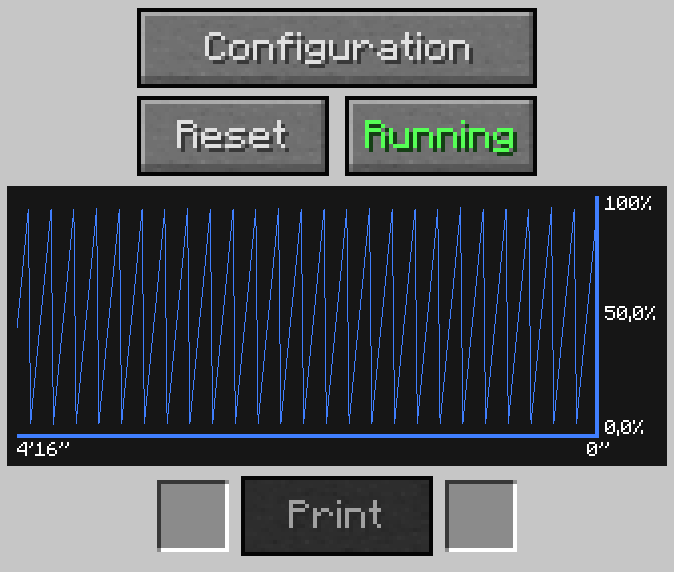 Configuration
Reset
Running
100%
50,0%
0,0%
4'16''
0''
Print